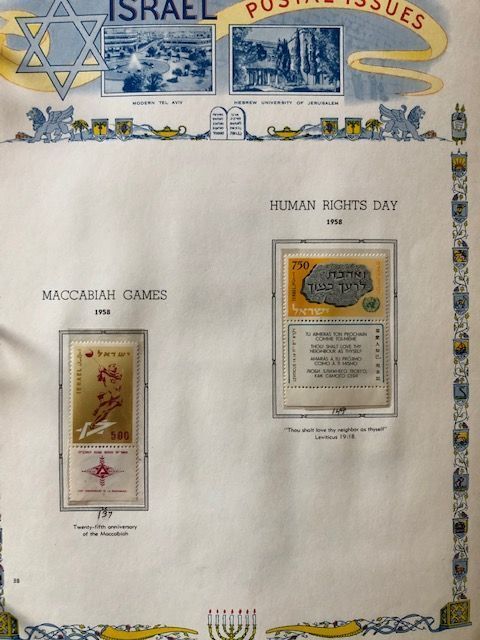 ISRAEL
POSTAL ISSUES
MODERN TEL AVIV
HEBREW UNIVERSITY OF JERUSALEM
HUMAN RIGHTS DAY
1958
750
ואהבת
לרעך כמוך
ISRAEL
ישראל
TU AIMERAS TON PROCHAIN
COMME TOI-MEME
THOU SHALT LOVE THY
NEIGHBOUR AS THYSELF
AMARAS A TU PROJIMO
COMO A TI MISMO
149
"Thou shalt love thy neighbor as thyself"
Leviticus 19:18
MACCABIAH GAMES
1958
ישראל
ISRAEL
500
137
Twenty-fifth anniversary
of the Maccabiah